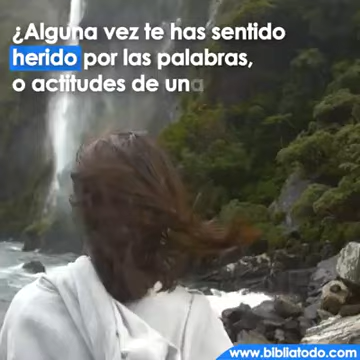 ¿Alguna vez te has sentido
herido por las palabras,
o actitudes de una
www.bibliatodo.com